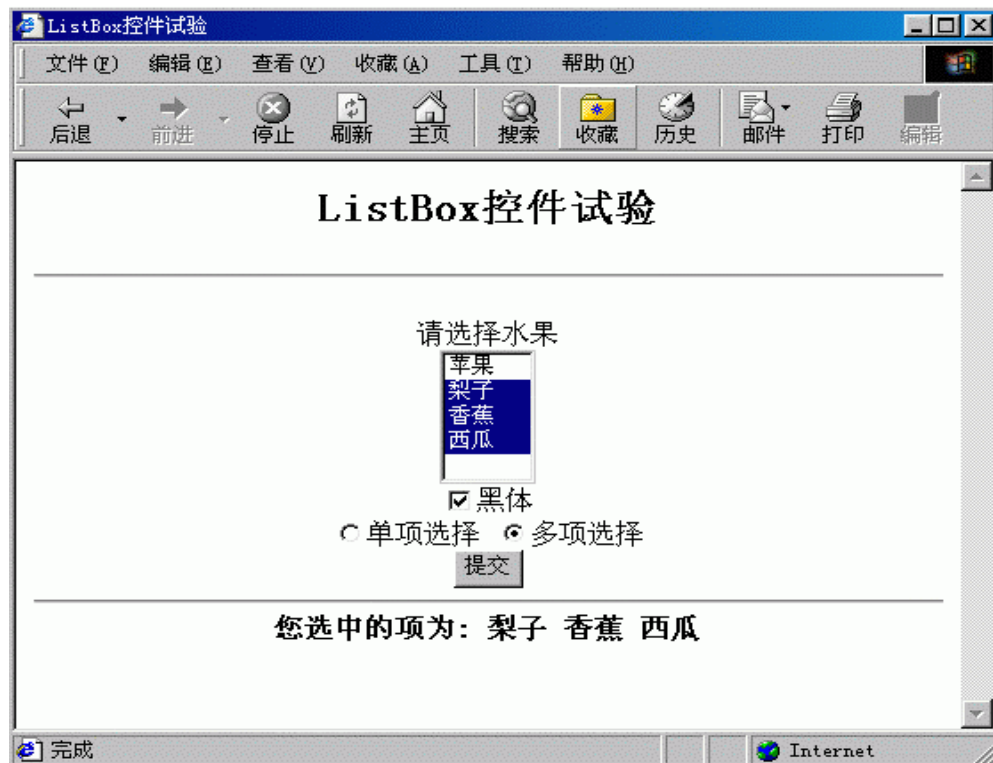 ListBox控件试验
文件(F) 编辑(E) 查看(V) 收藏(A) 工具(T) 帮助(H)
后退 前进 停止 刷新 主页 搜索 收藏 历史 邮件 打印 编辑
ListBox控件试验
请选择水果
苹果
梨子
香蕉
西瓜
黑体
单项选择 多项选择
提交
您选中的项为: 梨子 香蕉 西瓜
完成 Internet